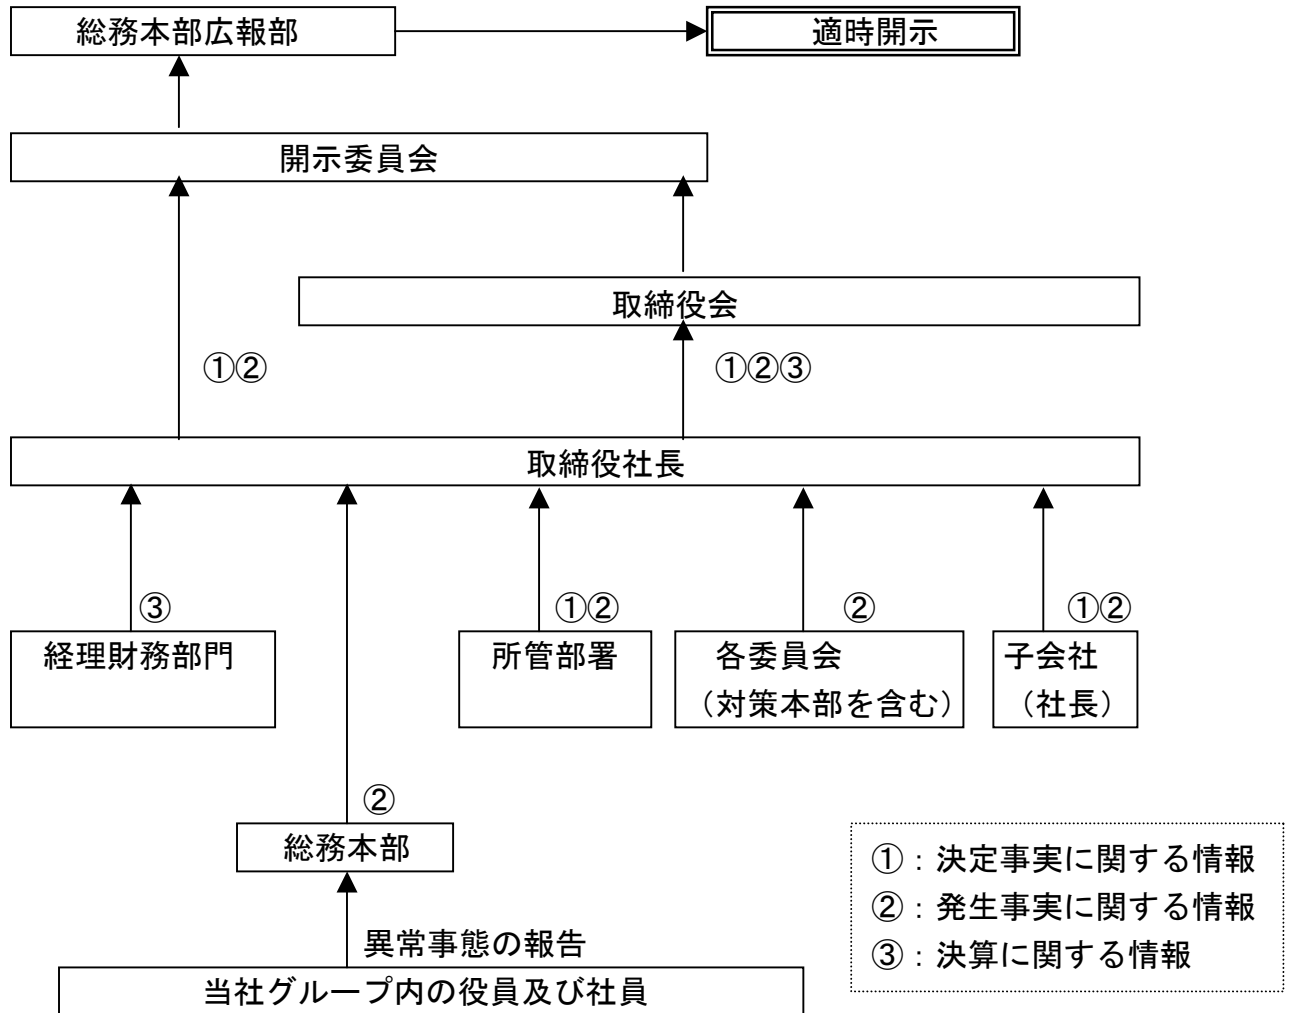 総務本部広報部
適時開示
開示委員会
取締役会
①②
①②③
取締役社長
③
①②
②
①②
経理財務部門
所管部署
各委員会
（対策本部を含む）
子会社
（社長）
②
総務本部
異常事態の報告
当社グループ内の役員及び社員
①：決定事実に関する情報
②：発生事実に関する情報
③：決算に関する情報